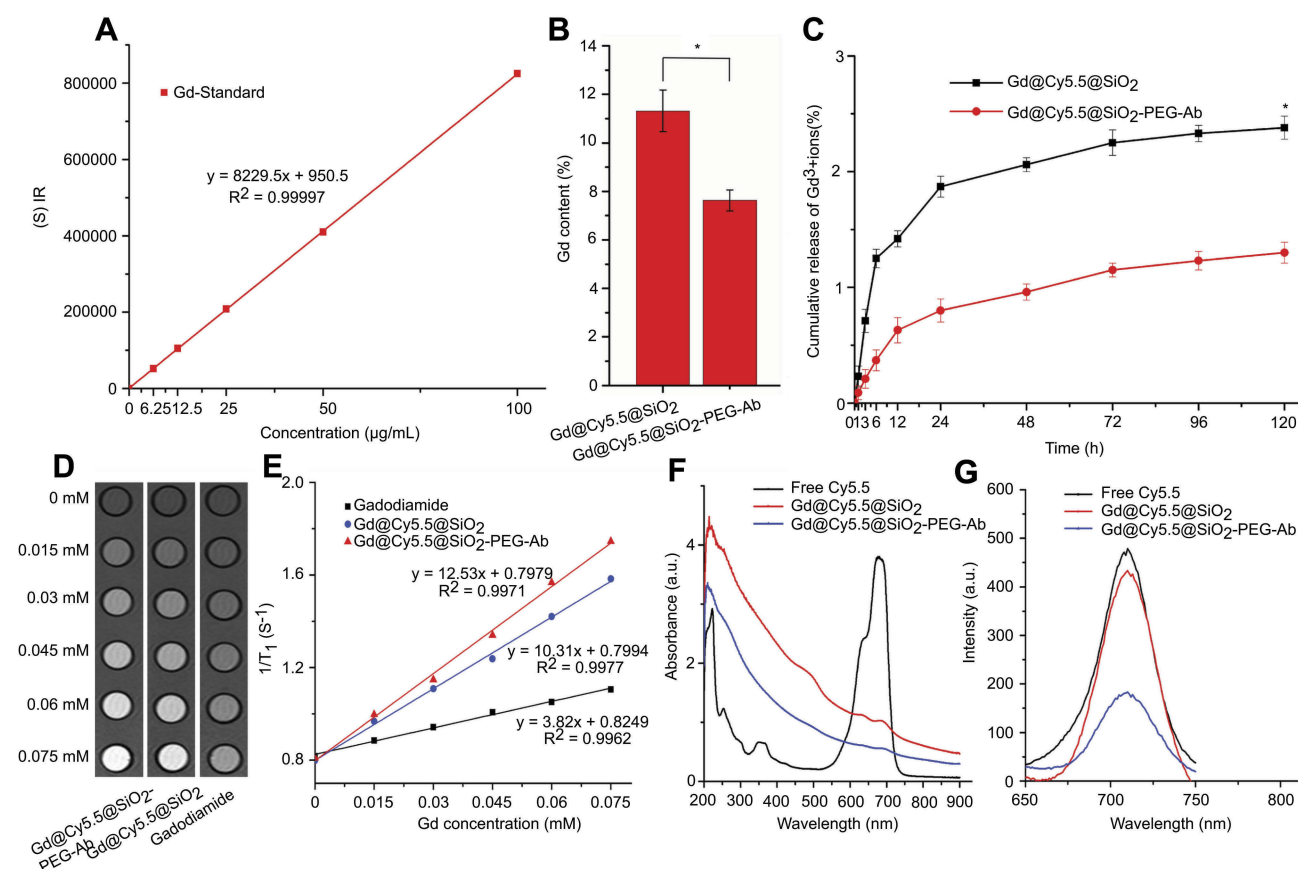 A
(S) IR
800000
600000
400000
200000
0
Gd-Standard
y = 8229.5x + 950.5
R2 = 0.99997
0 6.25 12.5 25 50 100
Concentration (µg/mL)
B
Gd content (%)
14
12
10
8
6
4
2
0
*
Gd@Cy5.5@SiO2
Gd@Cy5.5@SiO2-PEG-Ab
C
Cumulative release of Gd3+ions(%)
3
2
1
0
Gd@Cy5.5@SiO2
Gd@Cy5.5@SiO2-PEG-Ab
*
0 1 3 6 12 24 48 72 96 120
Time (h)
D
0 mM
0.015 mM
0.03 mM
0.045 mM
0.06 mM
0.075 mM
Gd@Cy5.5@SiO2-
PEG-Ab
Gd@Cy5.5@SiO2
Gadodiamide
E
1/T1 (S-1)
2.0
1.6
1.2
0.8
Gadodiamide
Gd@Cy5.5@SiO2
Gd@Cy5.5@SiO2-PEG-Ab
y = 12.53x + 0.7979
R2 = 0.9971
y = 10.31x + 0.7994
R2 = 0.9977
y = 3.82x + 0.8249
R2 = 0.9962
0 0.015 0.03 0.045 0.06 0.075
Gd concentration (mM)
F
Absorbance (a.u.)
4
2
0
Free Cy5.5
Gd@Cy5.5@SiO2
Gd@Cy5.5@SiO2-PEG-Ab
200 300 400 500 600 700 800 900
Wavelength (nm)
G
Intensity (a.u.)
600
500
450
400
350
300
250
200
150
100
50
0
Free Cy5.5
Gd@Cy5.5@SiO2
Gd@Cy5.5@SiO2-PEG-Ab
650 700 750 800
Wavelength (nm)